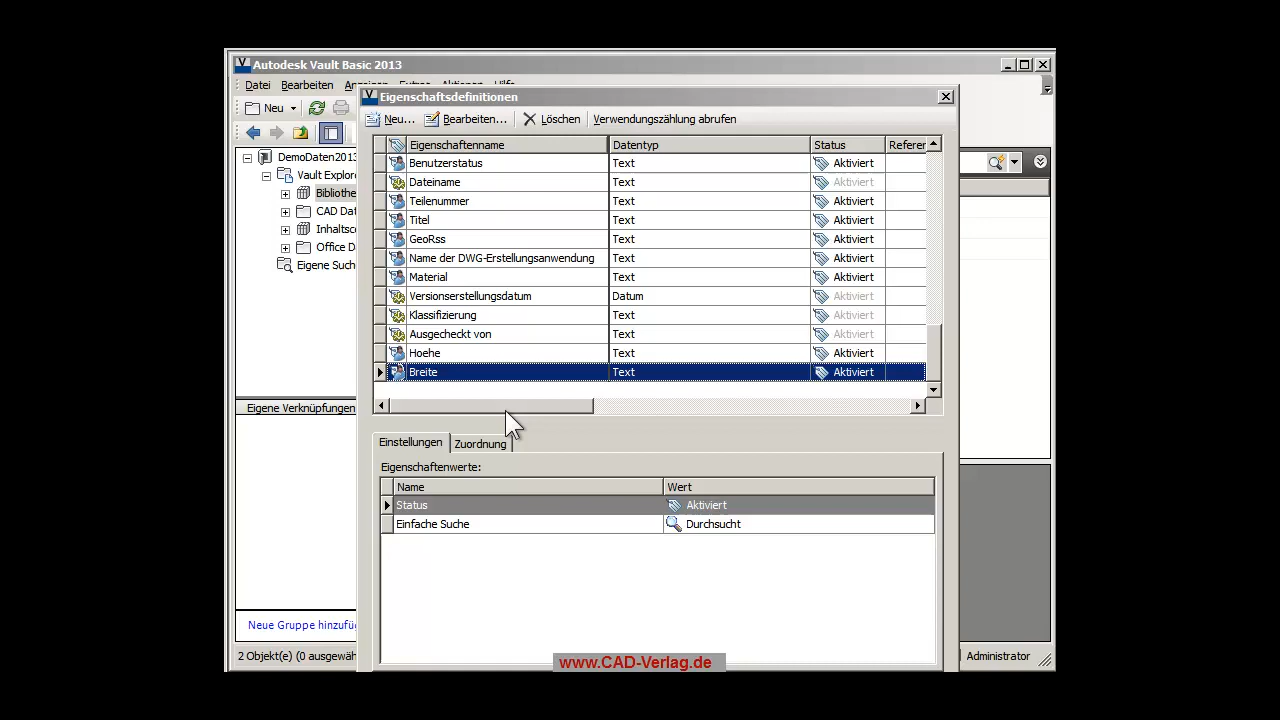 Autodesk Vault Basic 2013
Datei Bearbeiten
Neu
DemoDaten2013
Vault Explor
Bibliothe
CAD Dat
Inhaltsc
Office D
Eigene Such
Eigene Verknüpfungen
Neue Gruppe hinzufüg
2 Objekt(e) (0 ausgewäh
Administrator
Eigenschaftsdefinitionen
Neu... Bearbeiten... Löschen Verwendungszählung abrufen
Eigenschaftenname Datentyp Status Referer
Benutzerstatus Text Aktiviert
Dateiname Text Aktiviert
Teilenummer Text Aktiviert
Titel Text Aktiviert
GeoRss Text Aktiviert
Name der DWG-Erstellungsanwendung Text Aktiviert
Material Text Aktiviert
Versionserstellungsdatum Datum Aktiviert
Klassifizierung Text Aktiviert
Ausgecheckt von Text Aktiviert
Hoehe Text Aktiviert
Breite Text Aktiviert
Einstellungen Zuordnung
Eigenschaftenwerte:
Name Wert
Status Aktiviert
Einfache Suche Durchsucht
www.CAD-Verlag.de